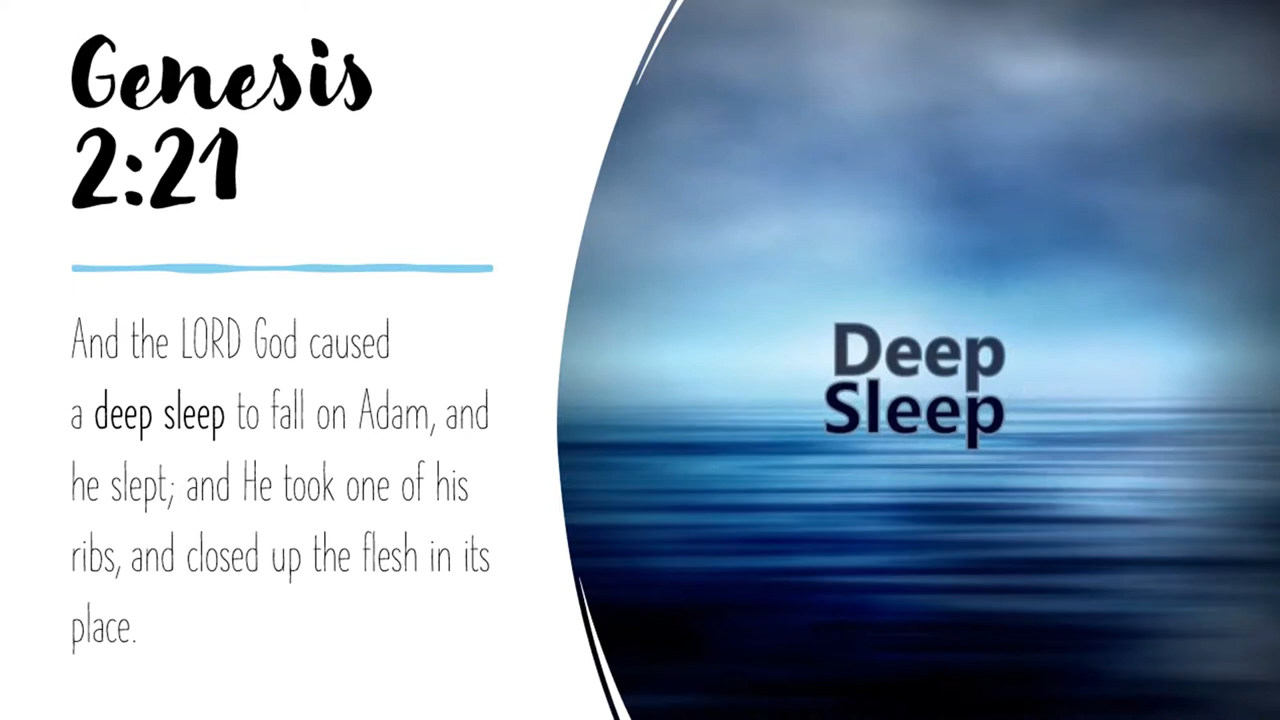 Genesis
2:21
And the LORD God caused
a deep sleep to fall on Adam, and
he slept; and He took one of his
ribs, and closed up the flesh in its
place.
Deep
Sleep